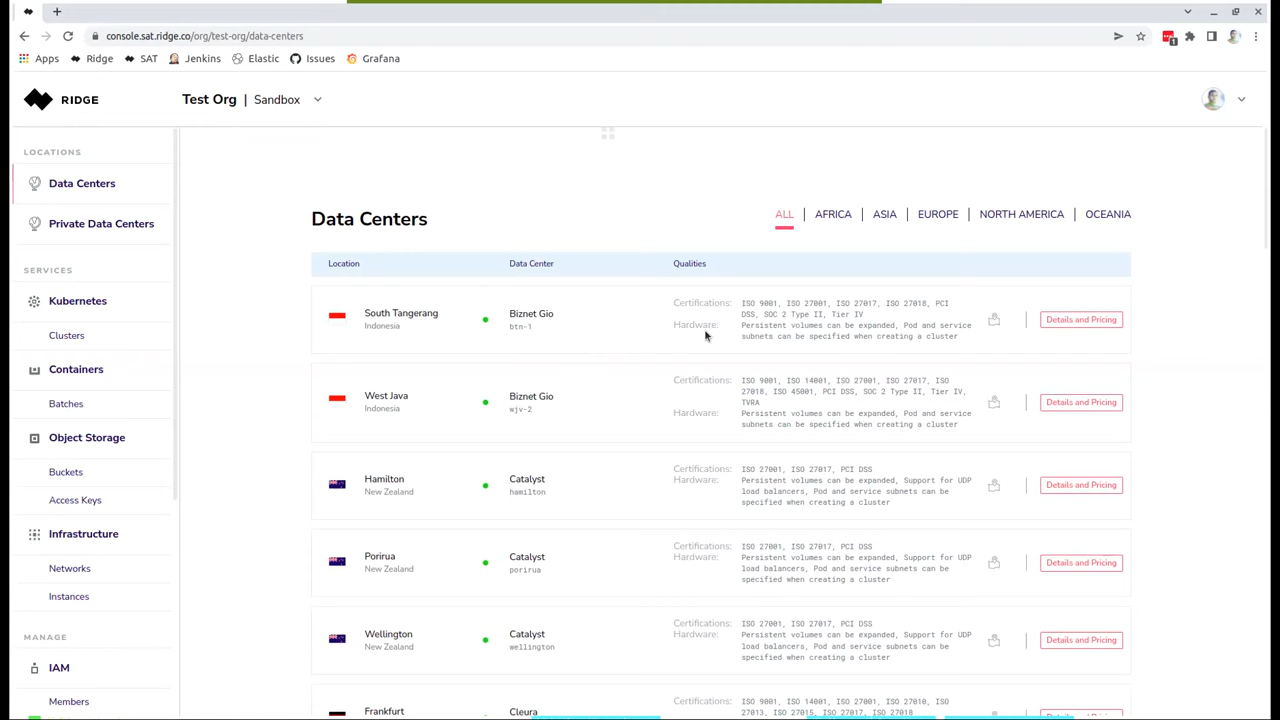 console.sat.ridge.co/org/test-org/data-centers
1
Apps Ridge SAT Jenkins Elastic Issues Grafana
RIDGE
Test Org | Sandbox
LOCATIONS
Data Centers
Private Data Centers
SERVICES
Kubernetes
Clusters
Containers
Batches
Object Storage
Buckets
Access Keys
Infrastructure
Networks
Instances
MANAGE
IAM
Members
Data Centers
ALL | AFRICA | ASIA | EUROPE | NORTH AMERICA | OCEANIA
Location Data Center Qualities
South Tangerang
Indonesia
Biznet Gio
btn-1
Certifications: ISO 9001, ISO 27001, ISO 27017, ISO 27018, PCI
DSS, SOC 2 Type II, Tier IV
Hardware: Persistent volumes can be expanded, Pod and service
subnets can be specified when creating a cluster
Details and Pricing
West Java
Indonesia
Biznet Gio
wjv-2
Certifications: ISO 9001, ISO 14001, ISO 27001, ISO 27017, ISO
27018, ISO 45001, PCI DSS, SOC 2 Type II, Tier IV,
TVRA
Hardware: Persistent volumes can be expanded, Pod and service
subnets can be specified when creating a cluster
Details and Pricing
Hamilton
New Zealand
Catalyst
hamilton
Certifications: ISO 27001, ISO 27017, PCI DSS
Hardware: Persistent volumes can be expanded, Support for UDP
load balancers, Pod and service subnets can be
specified when creating a cluster
Details and Pricing
Porirua
New Zealand
Catalyst
porirua
Certifications: ISO 27001, ISO 27017, PCI DSS
Hardware: Persistent volumes can be expanded, Support for UDP
load balancers, Pod and service subnets can be
specified when creating a cluster
Details and Pricing
Wellington
New Zealand
Catalyst
wellington
Certifications: ISO 27001, ISO 27017, PCI DSS
Hardware: Persistent volumes can be expanded, Support for UDP
load balancers, Pod and service subnets can be
specified when creating a cluster
Details and Pricing
Frankfurt
Cleura
Certifications: ISO 9001, ISO 14001, ISO 27001, ISO 27010, ISO
27013, ISO 27015, ISO 27017, ISO 27018